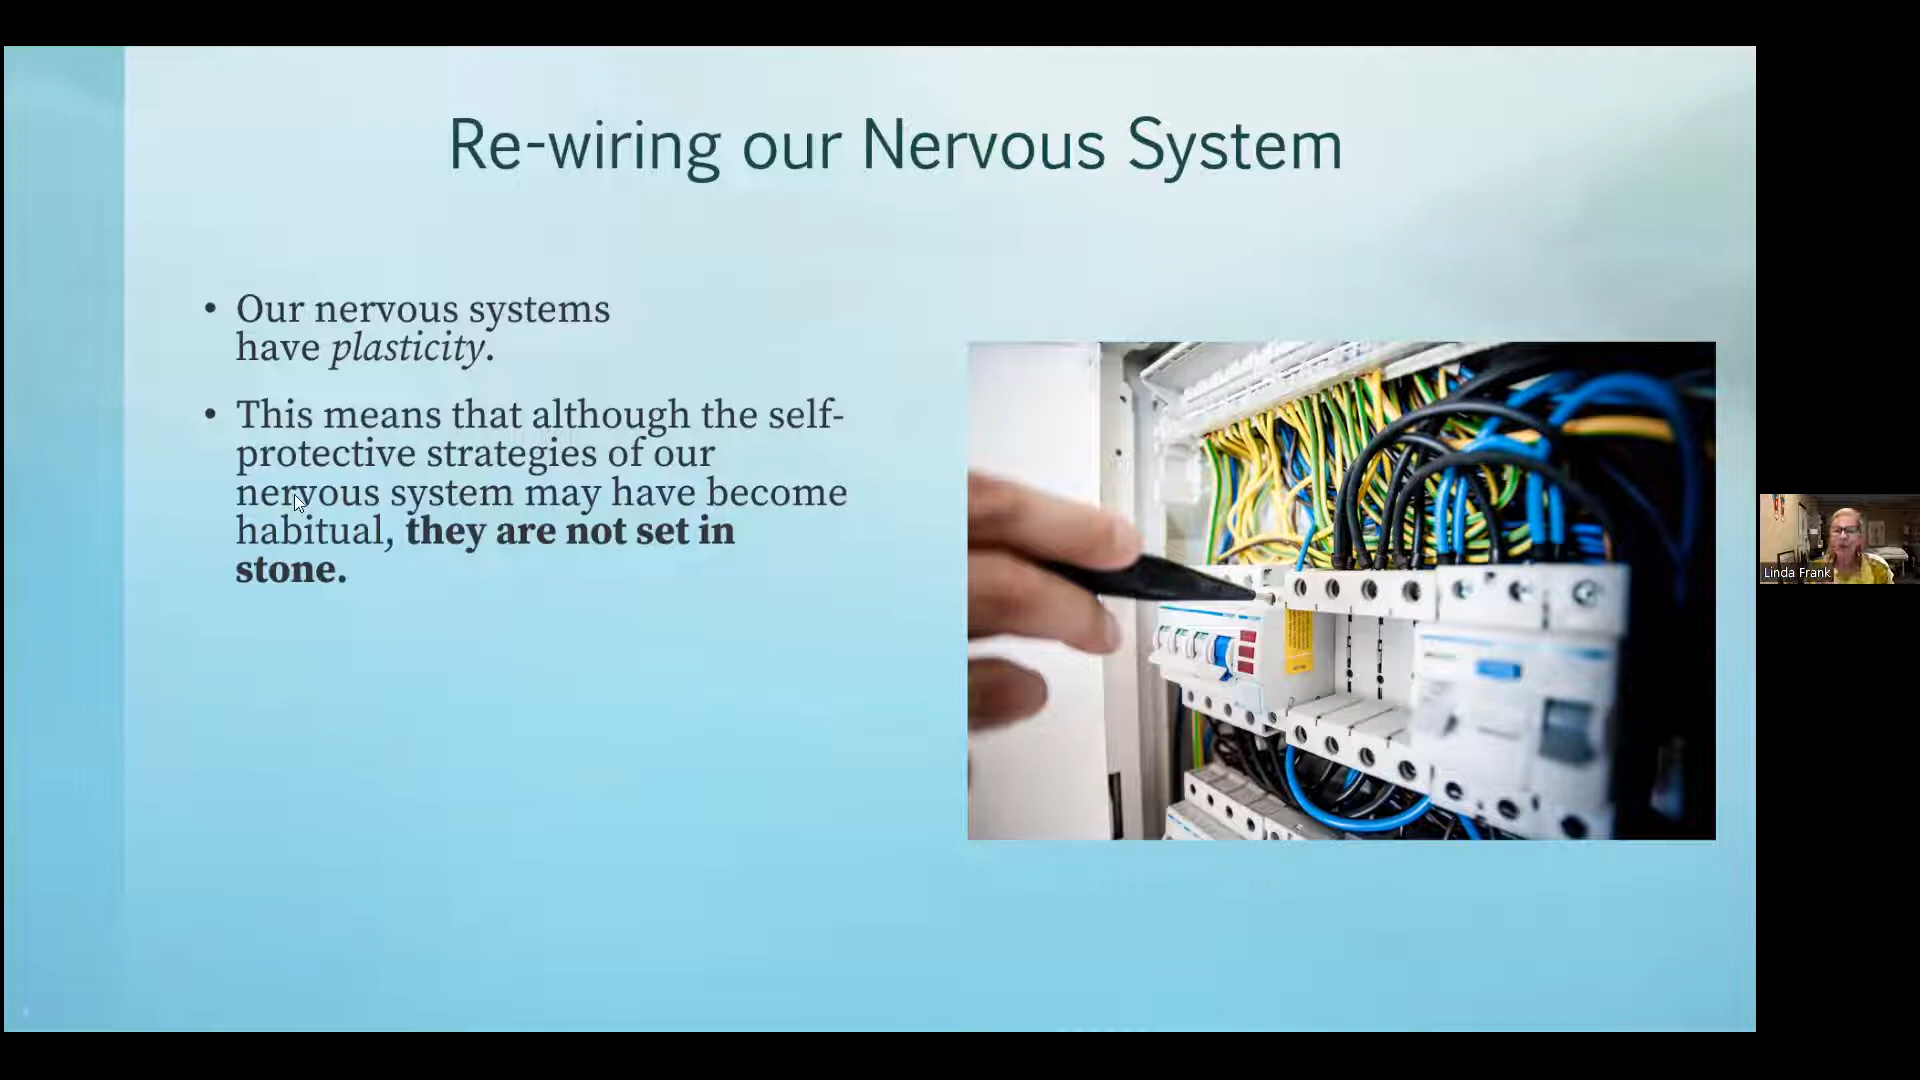 Re-wiring our Nervous System
• Our nervous systems
have plasticity.
• This means that although the self-
protective strategies of our
nervous system may have become
habitual, they are not set in
stone.
Linda Frank